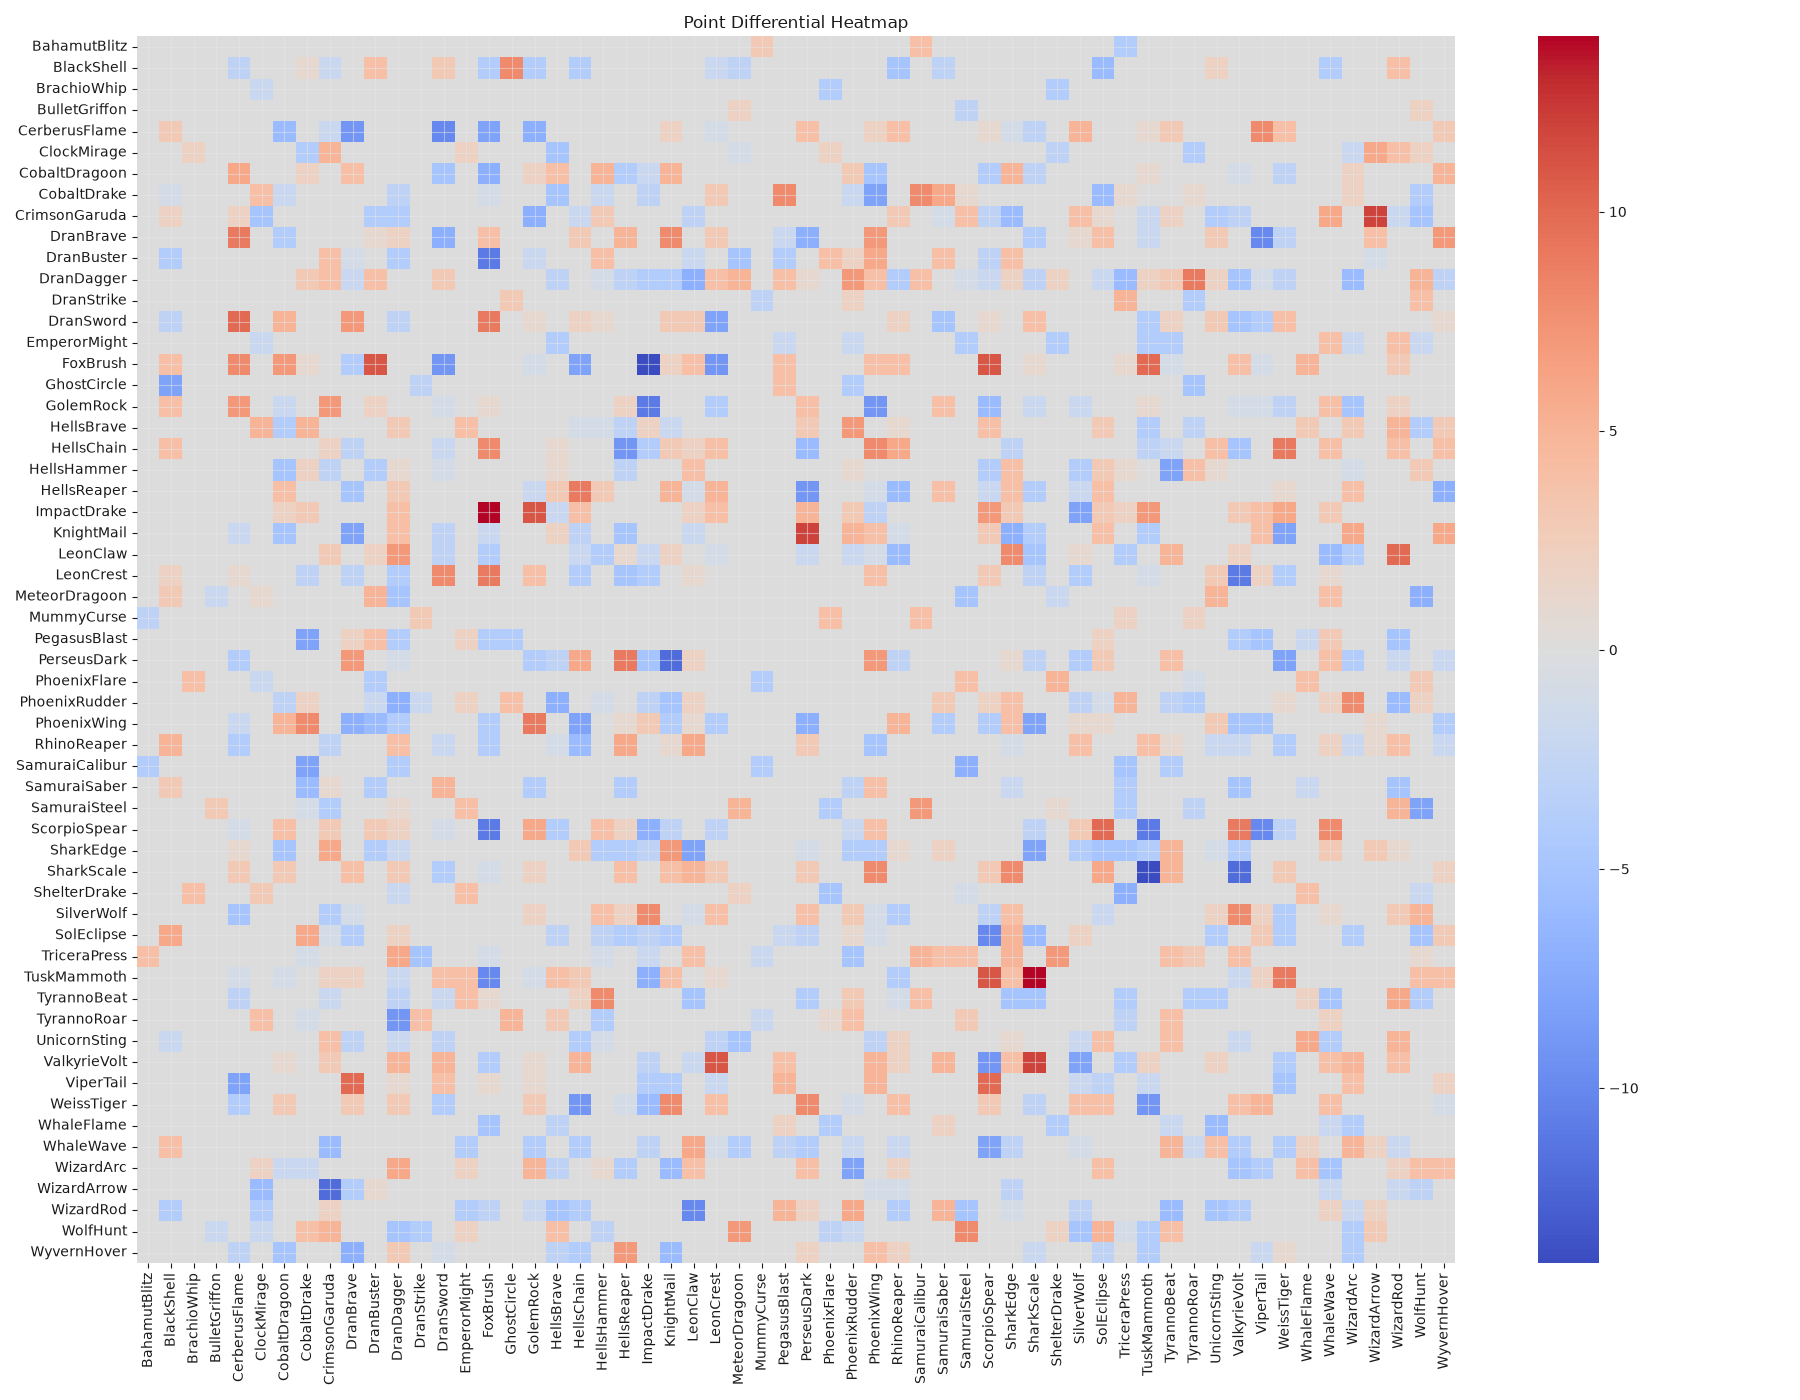 Point Differential Heatmap
BahamutBlitz
BlackShell
BrachioWhip
BulletGriffon
CerberusFlame
ClockMirage
CobaltDragoon
CobaltDrake
CrimsonGaruda
DranBrave
DranBuster
DranDagger
DranStrike
DranSword
EmperorMight
FoxBrush
GhostCircle
GolemRock
HellsBrave
HellsChain
HellsHammer
HellsReaper
ImpactDrake
KnightMail
LeonClaw
LeonCrest
MeteorDragoon
MummyCurse
PegasusBlast
PerseusDark
PhoenixFlare
PhoenixRudder
PhoenixWing
RhinoReaper
SamuraiCalibur
SamuraiSaber
SamuraiSteel
ScorpioSpear
SharkEdge
SharkScale
ShelterDrake
SilverWolf
SolEclipse
TriceraPress
TuskMammoth
TyrannoBeat
TyrannoRoar
UnicornSting
ValkyrieVolt
ViperTail
WeissTiger
WhaleFlame
WhaleWave
WizardArc
WizardArrow
WizardRod
WolfHunt
WyvernHover
BahamutBlitz
BlackShell
BrachioWhip
BulletGriffon
CerberusFlame
ClockMirage
CobaltDragoon
CobaltDrake
CrimsonGaruda
DranBrave
DranBuster
DranDagger
DranStrike
DranSword
EmperorMight
FoxBrush
GhostCircle
GolemRock
HellsBrave
HellsChain
HellsHammer
HellsReaper
ImpactDrake
KnightMail
LeonClaw
LeonCrest
MeteorDragoon
MummyCurse
PegasusBlast
PerseusDark
PhoenixFlare
PhoenixRudder
PhoenixWing
RhinoReaper
SamuraiCalibur
SamuraiSaber
SamuraiSteel
ScorpioSpear
SharkEdge
SharkScale
ShelterDrake
SilverWolf
SolEclipse
TriceraPress
TuskMammoth
TyrannoBeat
TyrannoRoar
UnicornSting
ValkyrieVolt
ViperTail
WeissTiger
WhaleFlame
WhaleWave
WizardArc
WizardArrow
WizardRod
WolfHunt
WyvernHover
10
5
0
−5
−10